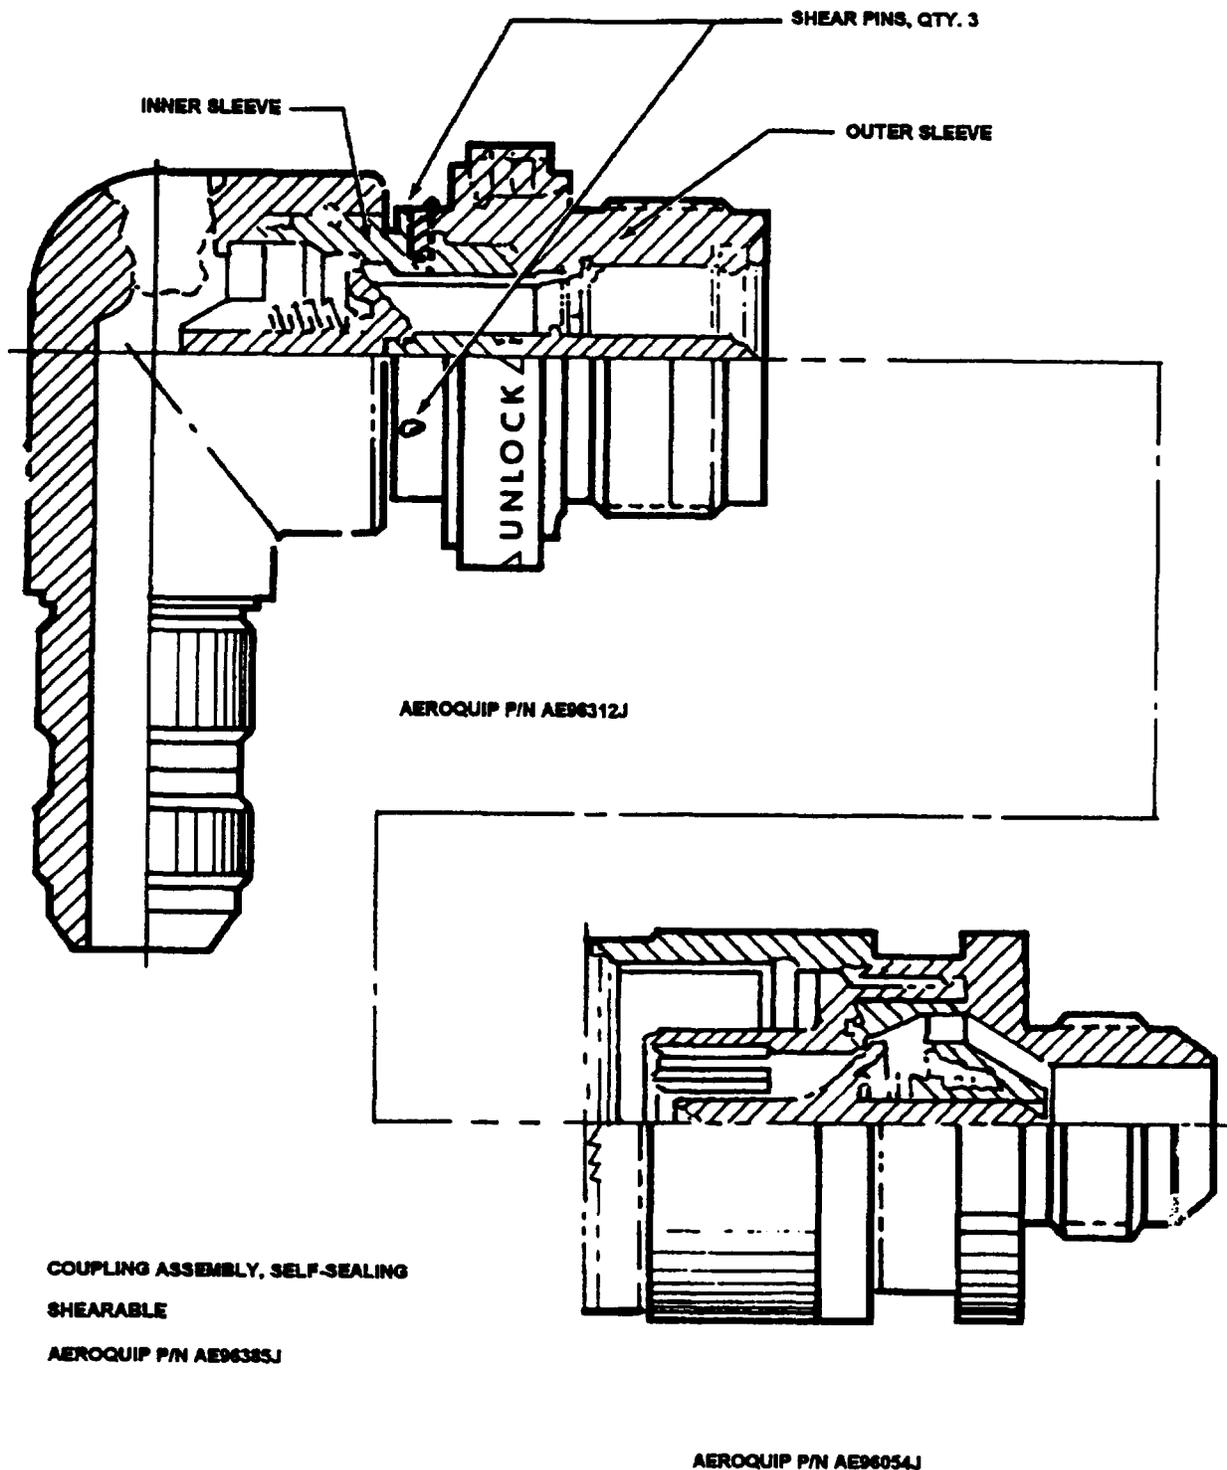 SHEAR PINS, QTY. 3
INNER SLEEVE
OUTER SLEEVE
UNLOCK
AEROQUIP P/N AE96312J
COUPLING ASSEMBLY, SELF-SEALING
SHEARABLE
AEROQUIP P/N AE96385J
AEROQUIP P/N AE96054J